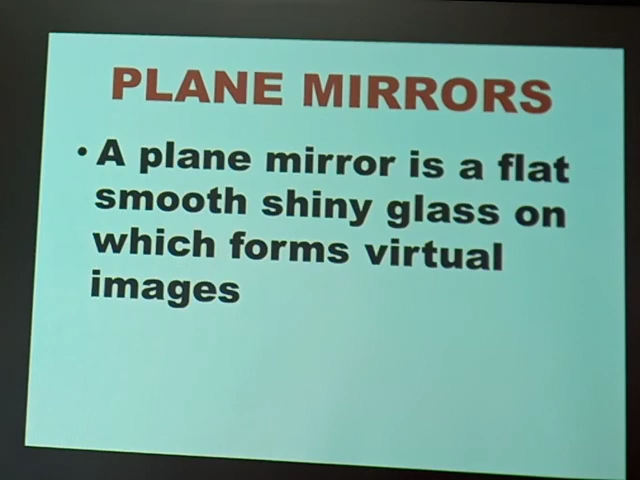 PLANE MIRRORS
• A plane mirror is a flat
smooth shiny glass on
which forms virtual
images